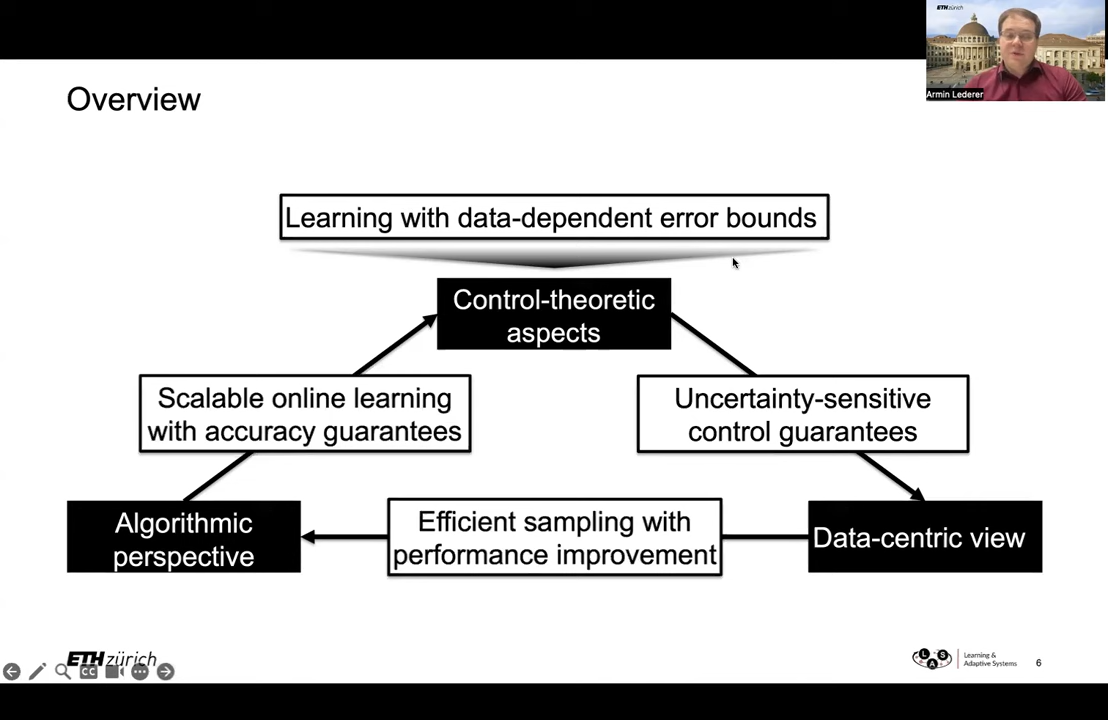 ETH zürich
Armin Lederer
Overview
Learning with data-dependent error bounds
Control-theoretic
aspects
Scalable online learning
with accuracy guarantees
Uncertainty-sensitive
control guarantees
Algorithmic
perspective
Efficient sampling with
performance improvement
Data-centric view
ETH zürich
CC
L A S
Learning &
Adaptive Systems
6